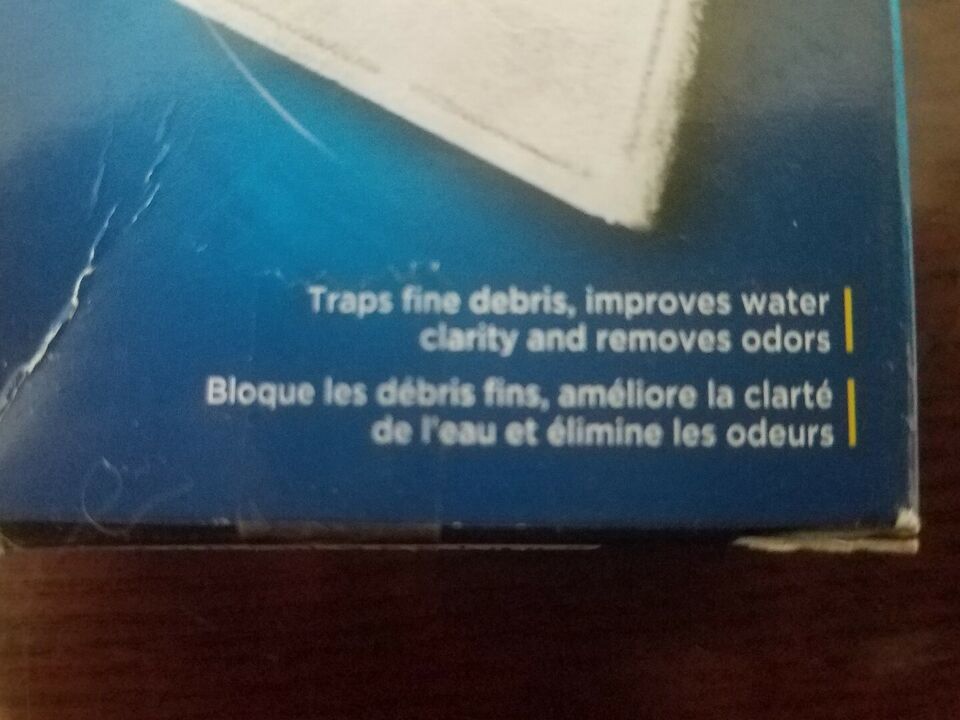 Traps fine debris, improves water
clarity and removes odors
Bloque les débris fins, améliore la clarté
de l'eau et élimine les odeurs